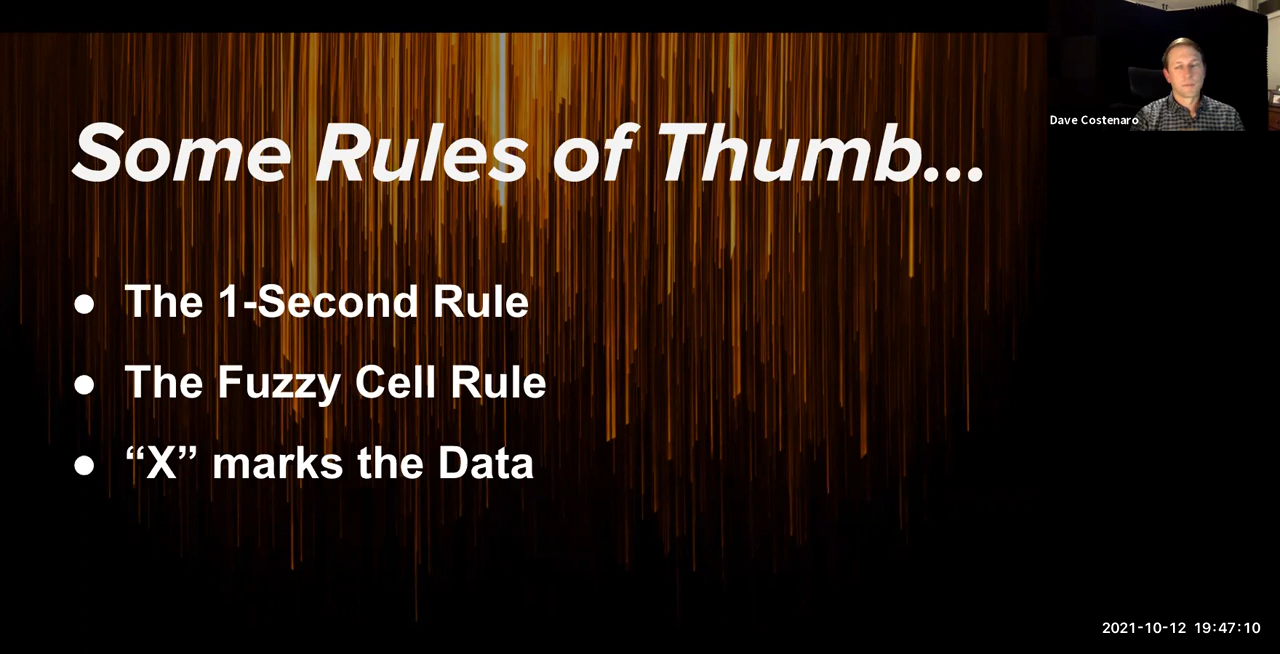 Some Rules of Thumb...
Dave Costenaro
● The 1-Second Rule
● The Fuzzy Cell Rule
● “X” marks the Data
2021-10-12 19:47:10